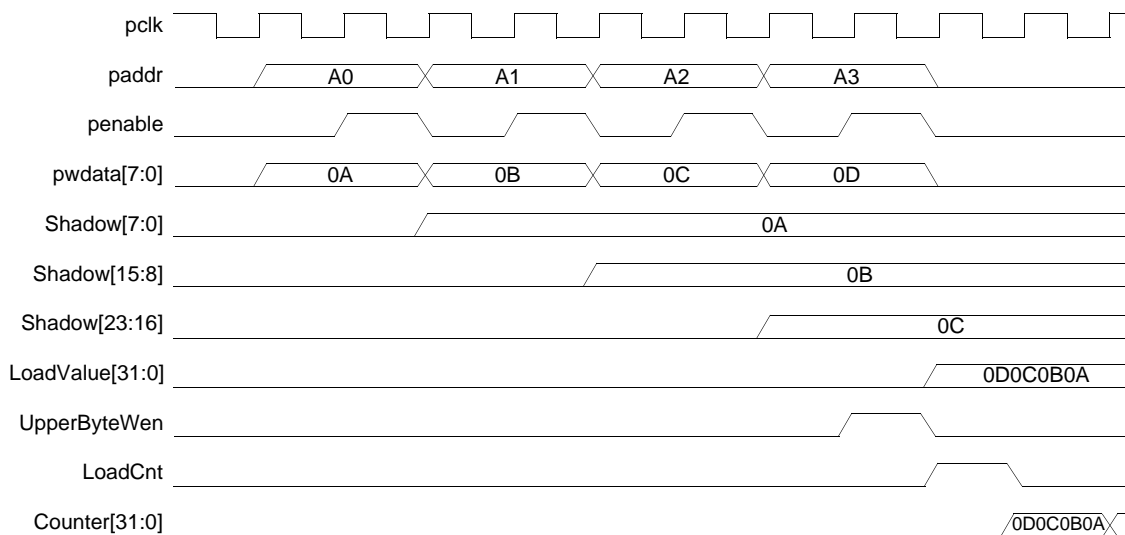 pclk
paddr A0 A1 A2 A3
penable
pwdata[7:0] 0A 0B 0C 0D
Shadow[7:0] 0A
Shadow[15:8] 0B
Shadow[23:16] 0C
LoadValue[31:0] 0D0C0B0A
UpperByteWen
LoadCnt
Counter[31:0] 0D0C0B0A